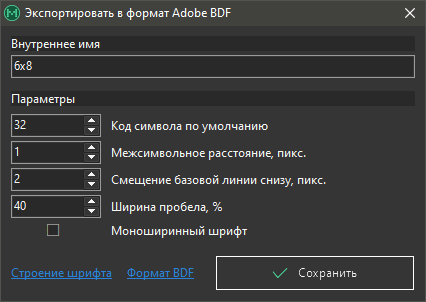 Экспортировать в формат Adobe BDF
Внутреннее имя
6x8
Параметры
32 Код символа по умолчанию
1 Межсимвольное расстояние, пикс.
2 Смещение базовой линии снизу, пикс.
40 Ширина пробела, %
Моноширинный шрифт
Строение шрифта Формат BDF Сохранить